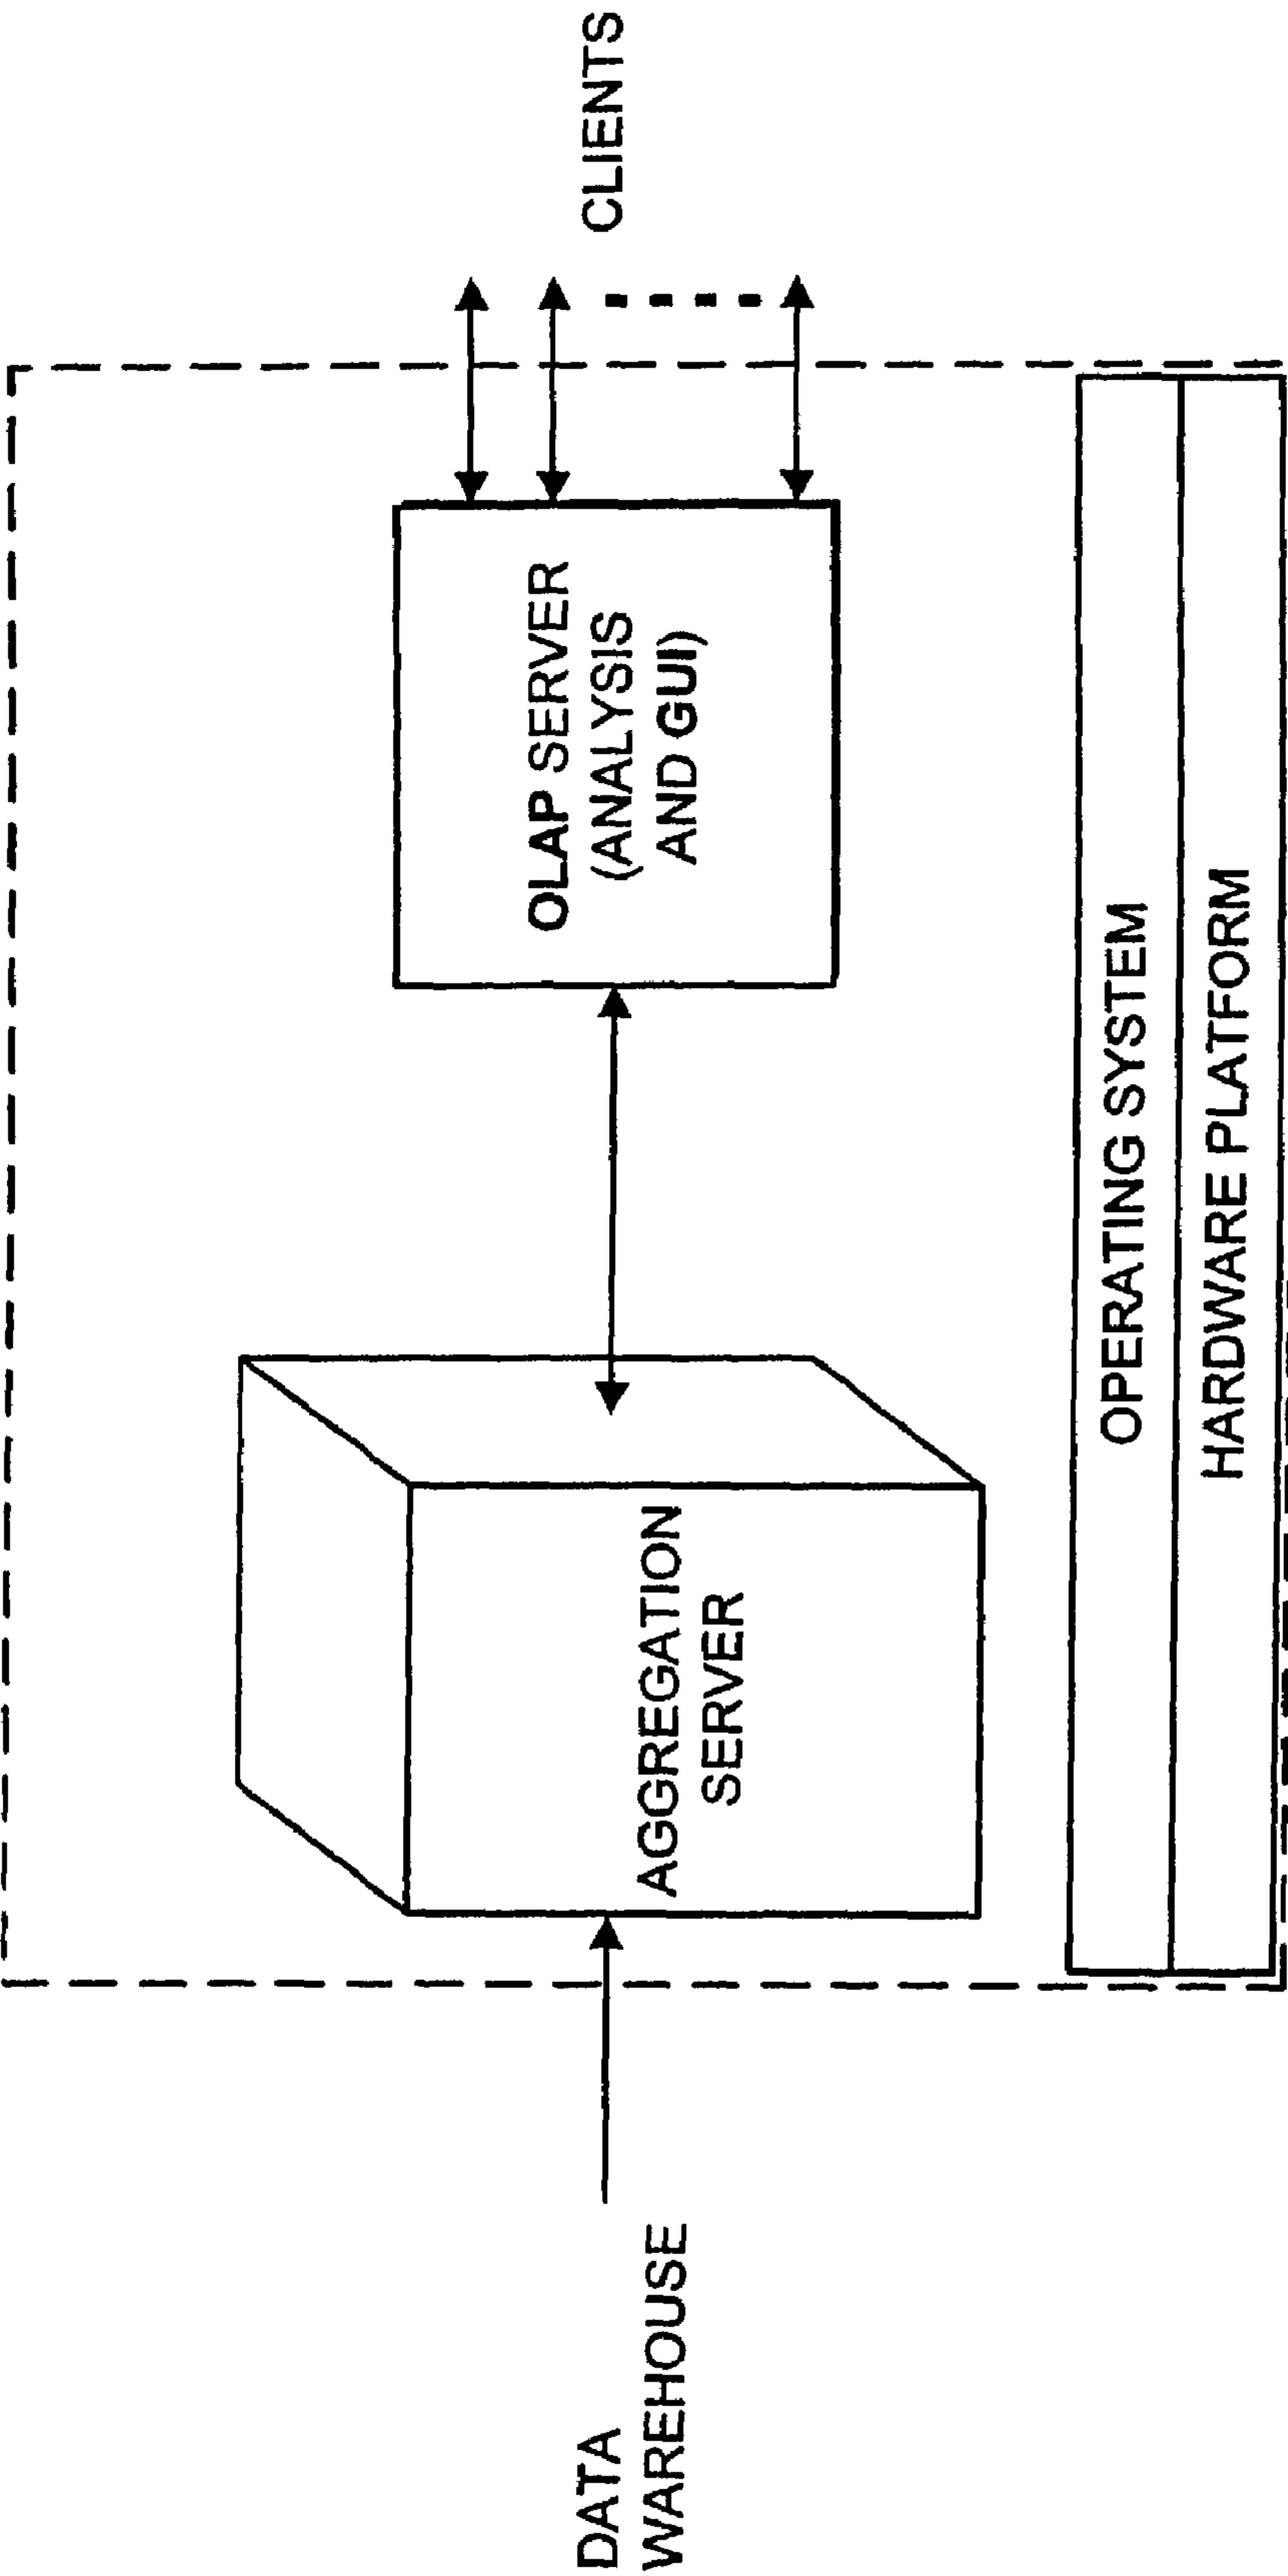 DATA
WAREHOUSE
AGGREGATION
SERVER
OLAP SERVER
(ANALYSIS
AND GUI)
CLIENTS
OPERATING SYSTEM
HARDWARE PLATFORM